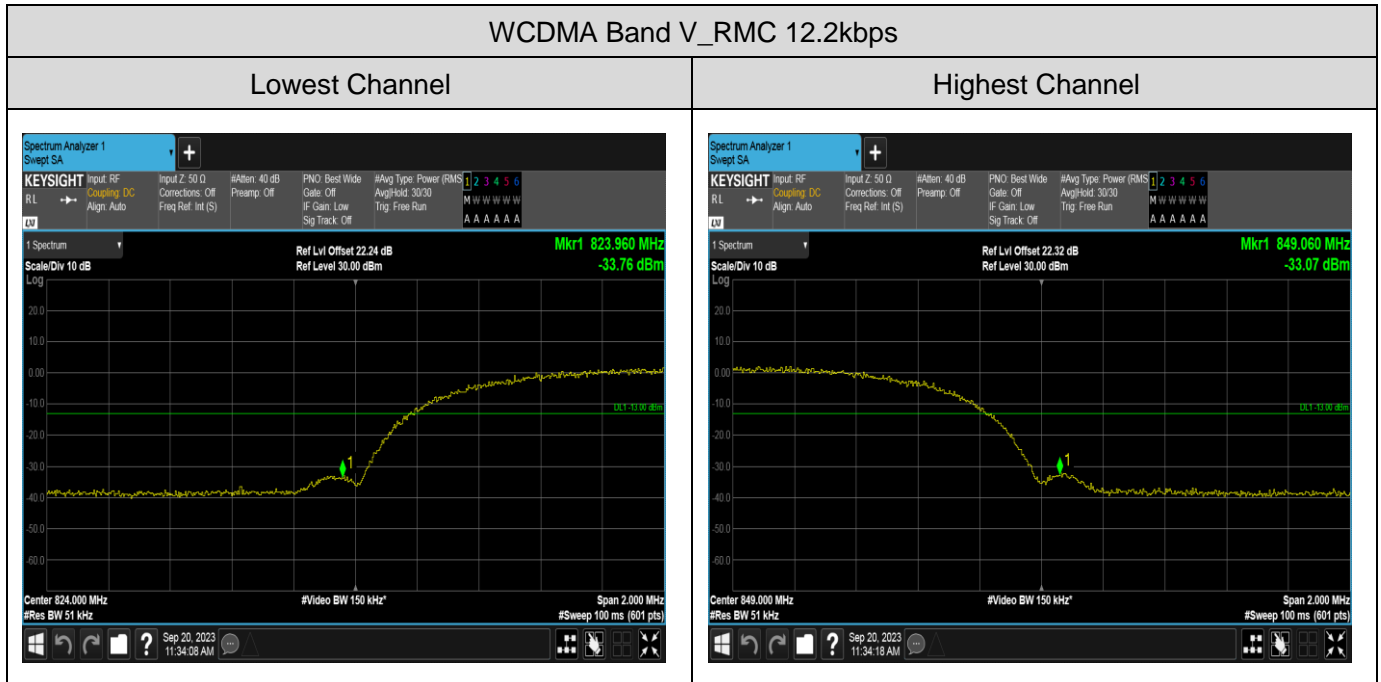 WCDMA Band V_RMC 12.2kbps
Lowest Channel
Highest Channel
Spectrum Analyzer 1
Swept SA
+
KEYSIGHT
RL
LXI
Input: RF
Coupling: DC
Align: Auto
Input Z: 50 Ω
Corrections: Off
Freq Ref: Int (S)
#Atten: 40 dB
Preamp: Off
PNO: Best Wide
Gate: Off
IF Gain: Low
Sig Track: Off
#Avg Type: Power (RMS
Avg|Hold: 30/30
Trig: Free Run
1 2 3 4 5 6
M W W W W W
A A A A A A
1 Spectrum
Scale/Div 10 dB
Log
Ref Lvl Offset 22.24 dB
Ref Level 30.00 dBm
Mkr1 823.960 MHz
-33.76 dBm
20.0
10.0
0.00
-10.0
-20.0
-30.0
-40.0
-50.0
-60.0
DL1 -13.00 dBm
1
Center 824.000 MHz
#Res BW 51 kHz
#Video BW 150 kHz*
Span 2.000 MHz
#Sweep 100 ms (601 pts)
?
Sep 20, 2023
11:34:08 AM
Spectrum Analyzer 1
Swept SA
+
KEYSIGHT
RL
LXI
Input: RF
Coupling: DC
Align: Auto
Input Z: 50 Ω
Corrections: Off
Freq Ref: Int (S)
#Atten: 40 dB
Preamp: Off
PNO: Best Wide
Gate: Off
IF Gain: Low
Sig Track: Off
#Avg Type: Power (RMS
Avg|Hold: 30/30
Trig: Free Run
1 2 3 4 5 6
M W W W W W
A A A A A A
1 Spectrum
Scale/Div 10 dB
Log
Ref Lvl Offset 22.32 dB
Ref Level 30.00 dBm
Mkr1 849.060 MHz
-33.07 dBm
20.0
10.0
0.00
-10.0
-20.0
-30.0
-40.0
-50.0
-60.0
DL1 -13.00 dBm
1
Center 849.000 MHz
#Res BW 51 kHz
#Video BW 150 kHz*
Span 2.000 MHz
#Sweep 100 ms (601 pts)
?
Sep 20, 2023
11:34:18 AM